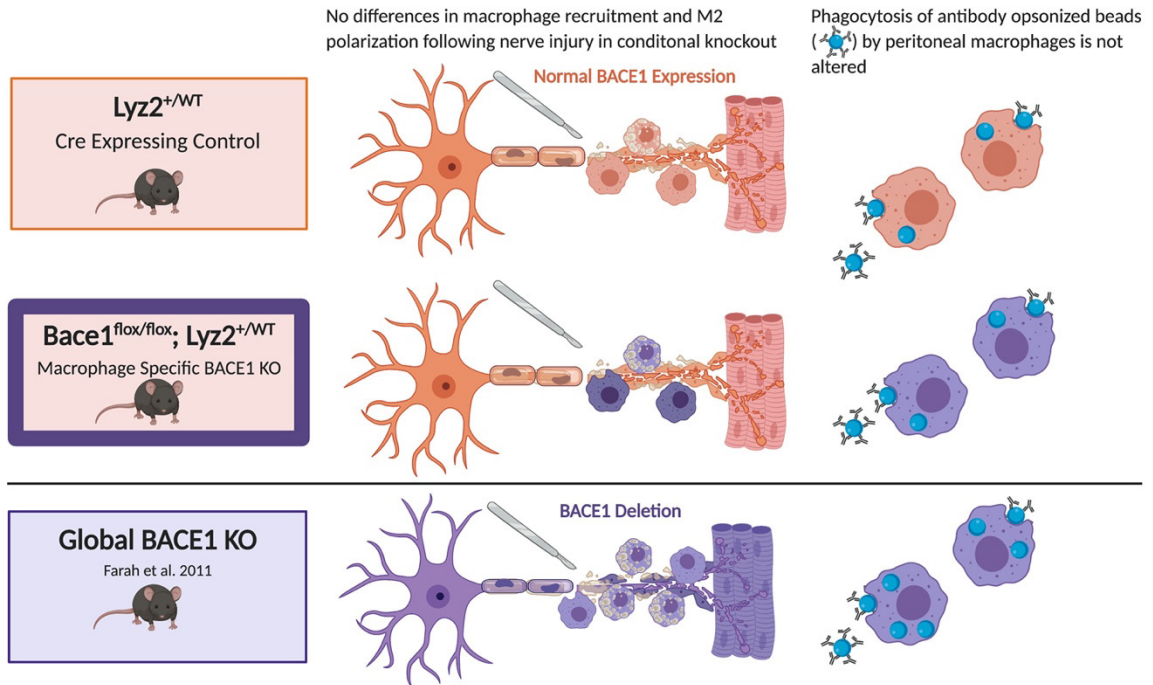 No differences in macrophage recruitment and M2
polarization following nerve injury in conditonal knockout
Phagocytosis of antibody opsonized beads
( ) by peritoneal macrophages is not
altered
Lyz2+/WT
Cre Expressing Control
Normal BACE1 Expression
Bace1flox/flox; Lyz2+/WT
Macrophage Specific BACE1 KO
Global BACE1 KO
Farah et al. 2011
BACE1 Deletion